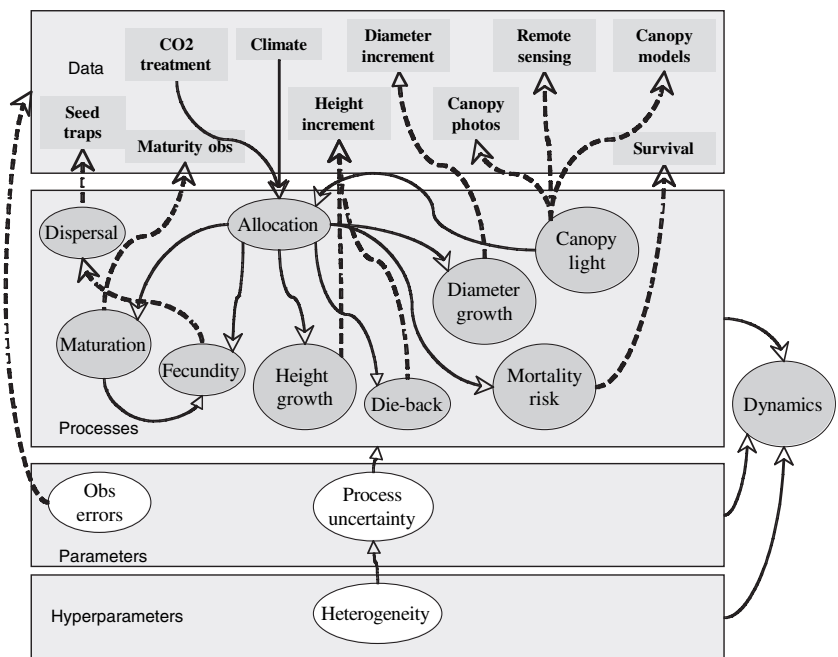 Data
CO2
treatment
Climate
Diameter
increment
Remote
sensing
Canopy
models
Seed
traps
Maturity obs
Height
increment
Canopy
photos
Survival
Dispersal
Allocation
Canopy
light
Diameter
growth
Maturation
Fecundity
Height
growth
Die-back
Mortality
risk
Dynamics
Processes
Obs
errors
Process
uncertainty
Parameters
Hyperparameters
Heterogeneity